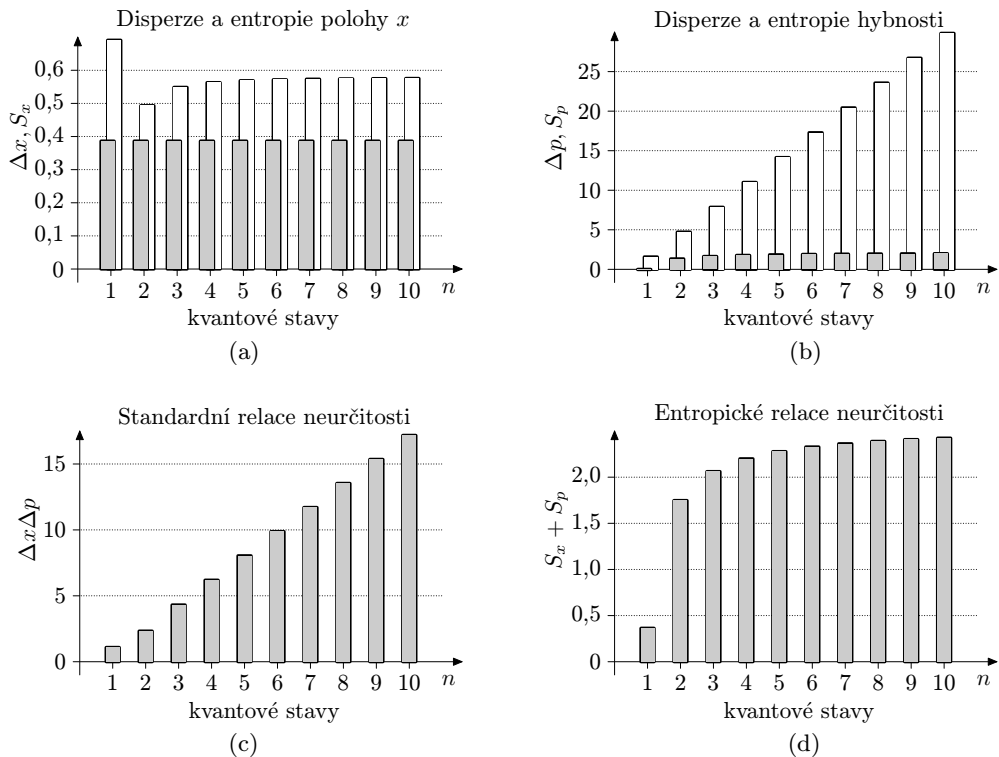 Disperze a entropie polohy x
Δx, Sₓ
0,6
0,5
0,4
0,3
0,2
0,1
0
1 2 3 4 5 6 7 8 9 10 n
kvantové stavy
(a)
Disperze a entropie hybnosti
Δp, Sₚ
25
20
15
10
5
0
1 2 3 4 5 6 7 8 9 10 n
kvantové stavy
(b)
Standardní relace neurčitosti
ΔxΔp
15
10
5
0
1 2 3 4 5 6 7 8 9 10 n
kvantové stavy
(c)
Entropické relace neurčitosti
Sₓ + Sₚ
2,0
1,5
1,0
0,5
0
1 2 3 4 5 6 7 8 9 10 n
kvantové stavy
(d)